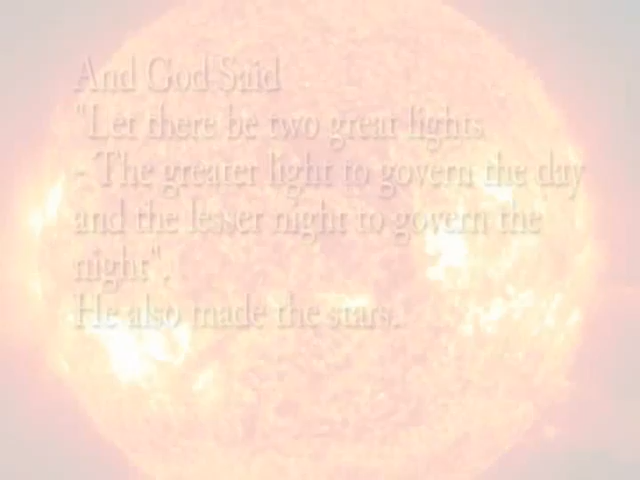 And God Said
"Let there be two great lights
- The greater light to govern the day
and the lesser night to govern the
night".
He also made the stars.